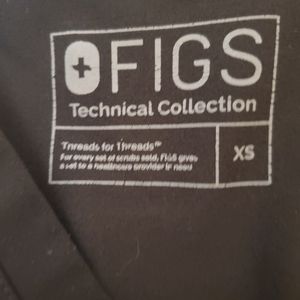 FIGS
Technical Collection
Threads for Threads™
For every set of scrubs sold, FIGS gives
a set to a healthcare provider in need
XS